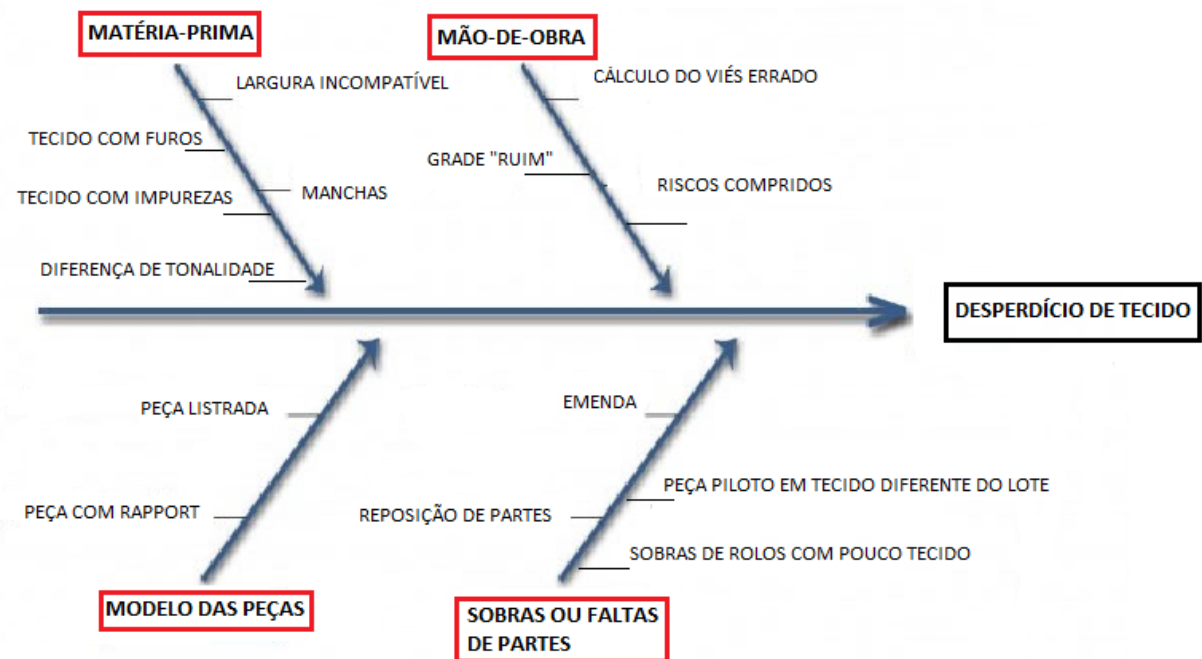 MATÉRIA-PRIMA
MÃO-DE-OBRA
LARGURA INCOMPATÍVEL
TECIDO COM FUROS
TECIDO COM IMPUREZAS
MANCHAS
DIFERENÇA DE TONALIDADE
CÂLCULO DO VIÉS ERRADO
GRADE "RUIM"
RISCOS COMPRIDOS
DESPERDÍCIO DE TECIDO
PEÇA LISTRADA
PEÇA COM RAPPORT
EMENDA
PEÇA PILOTO EM TECIDO DIFERENTE DO LOTE
REPOSIÇÃO DE PARTES
SOBRAS DE ROLOS COM POUCO TECIDO
MODELO DAS PEÇAS
SOBRAS OU FALTAS
DE PARTES